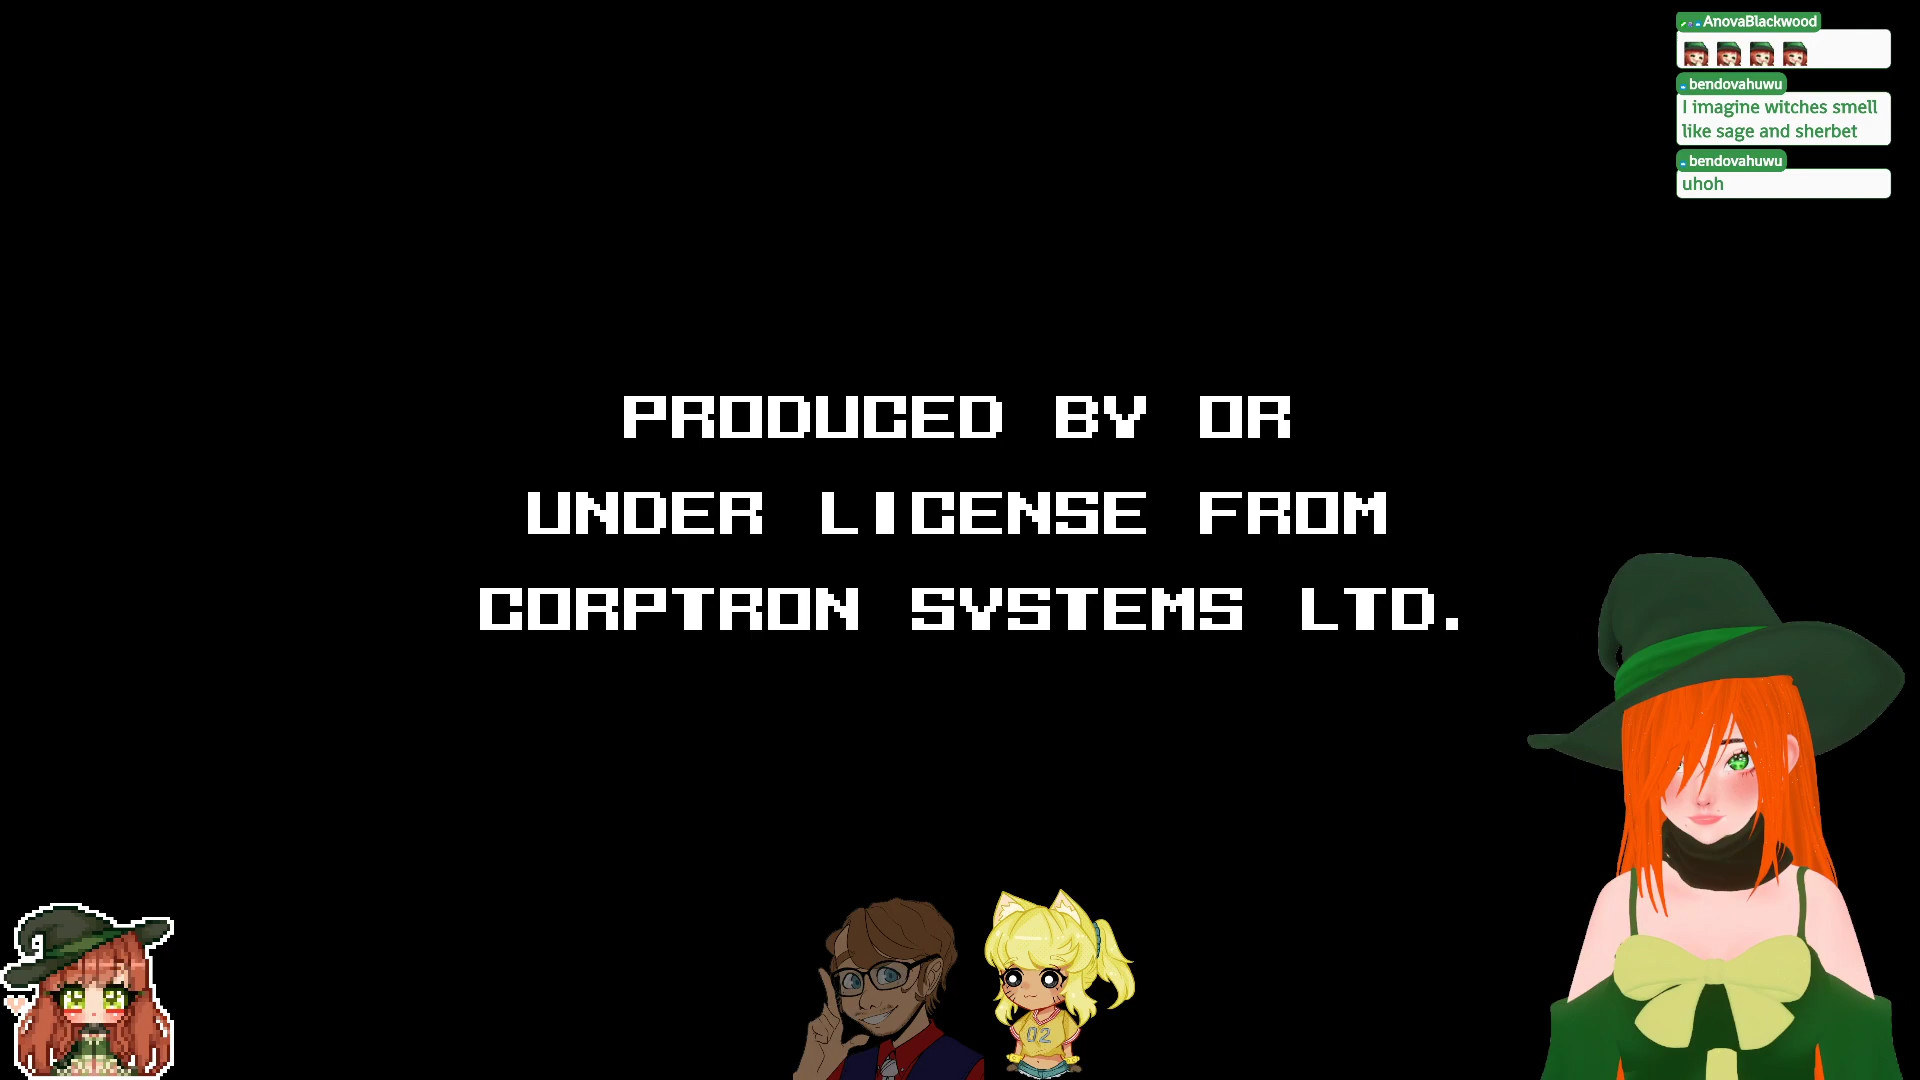 AnovaBlackwood
bendovahuwu
I imagine witches smell
like sage and sherbet
bendovahuwu
uhoh
PRODUCED BY OR
UNDER LICENSE FROM
CORPTRON SYSTEMS LTD.
02